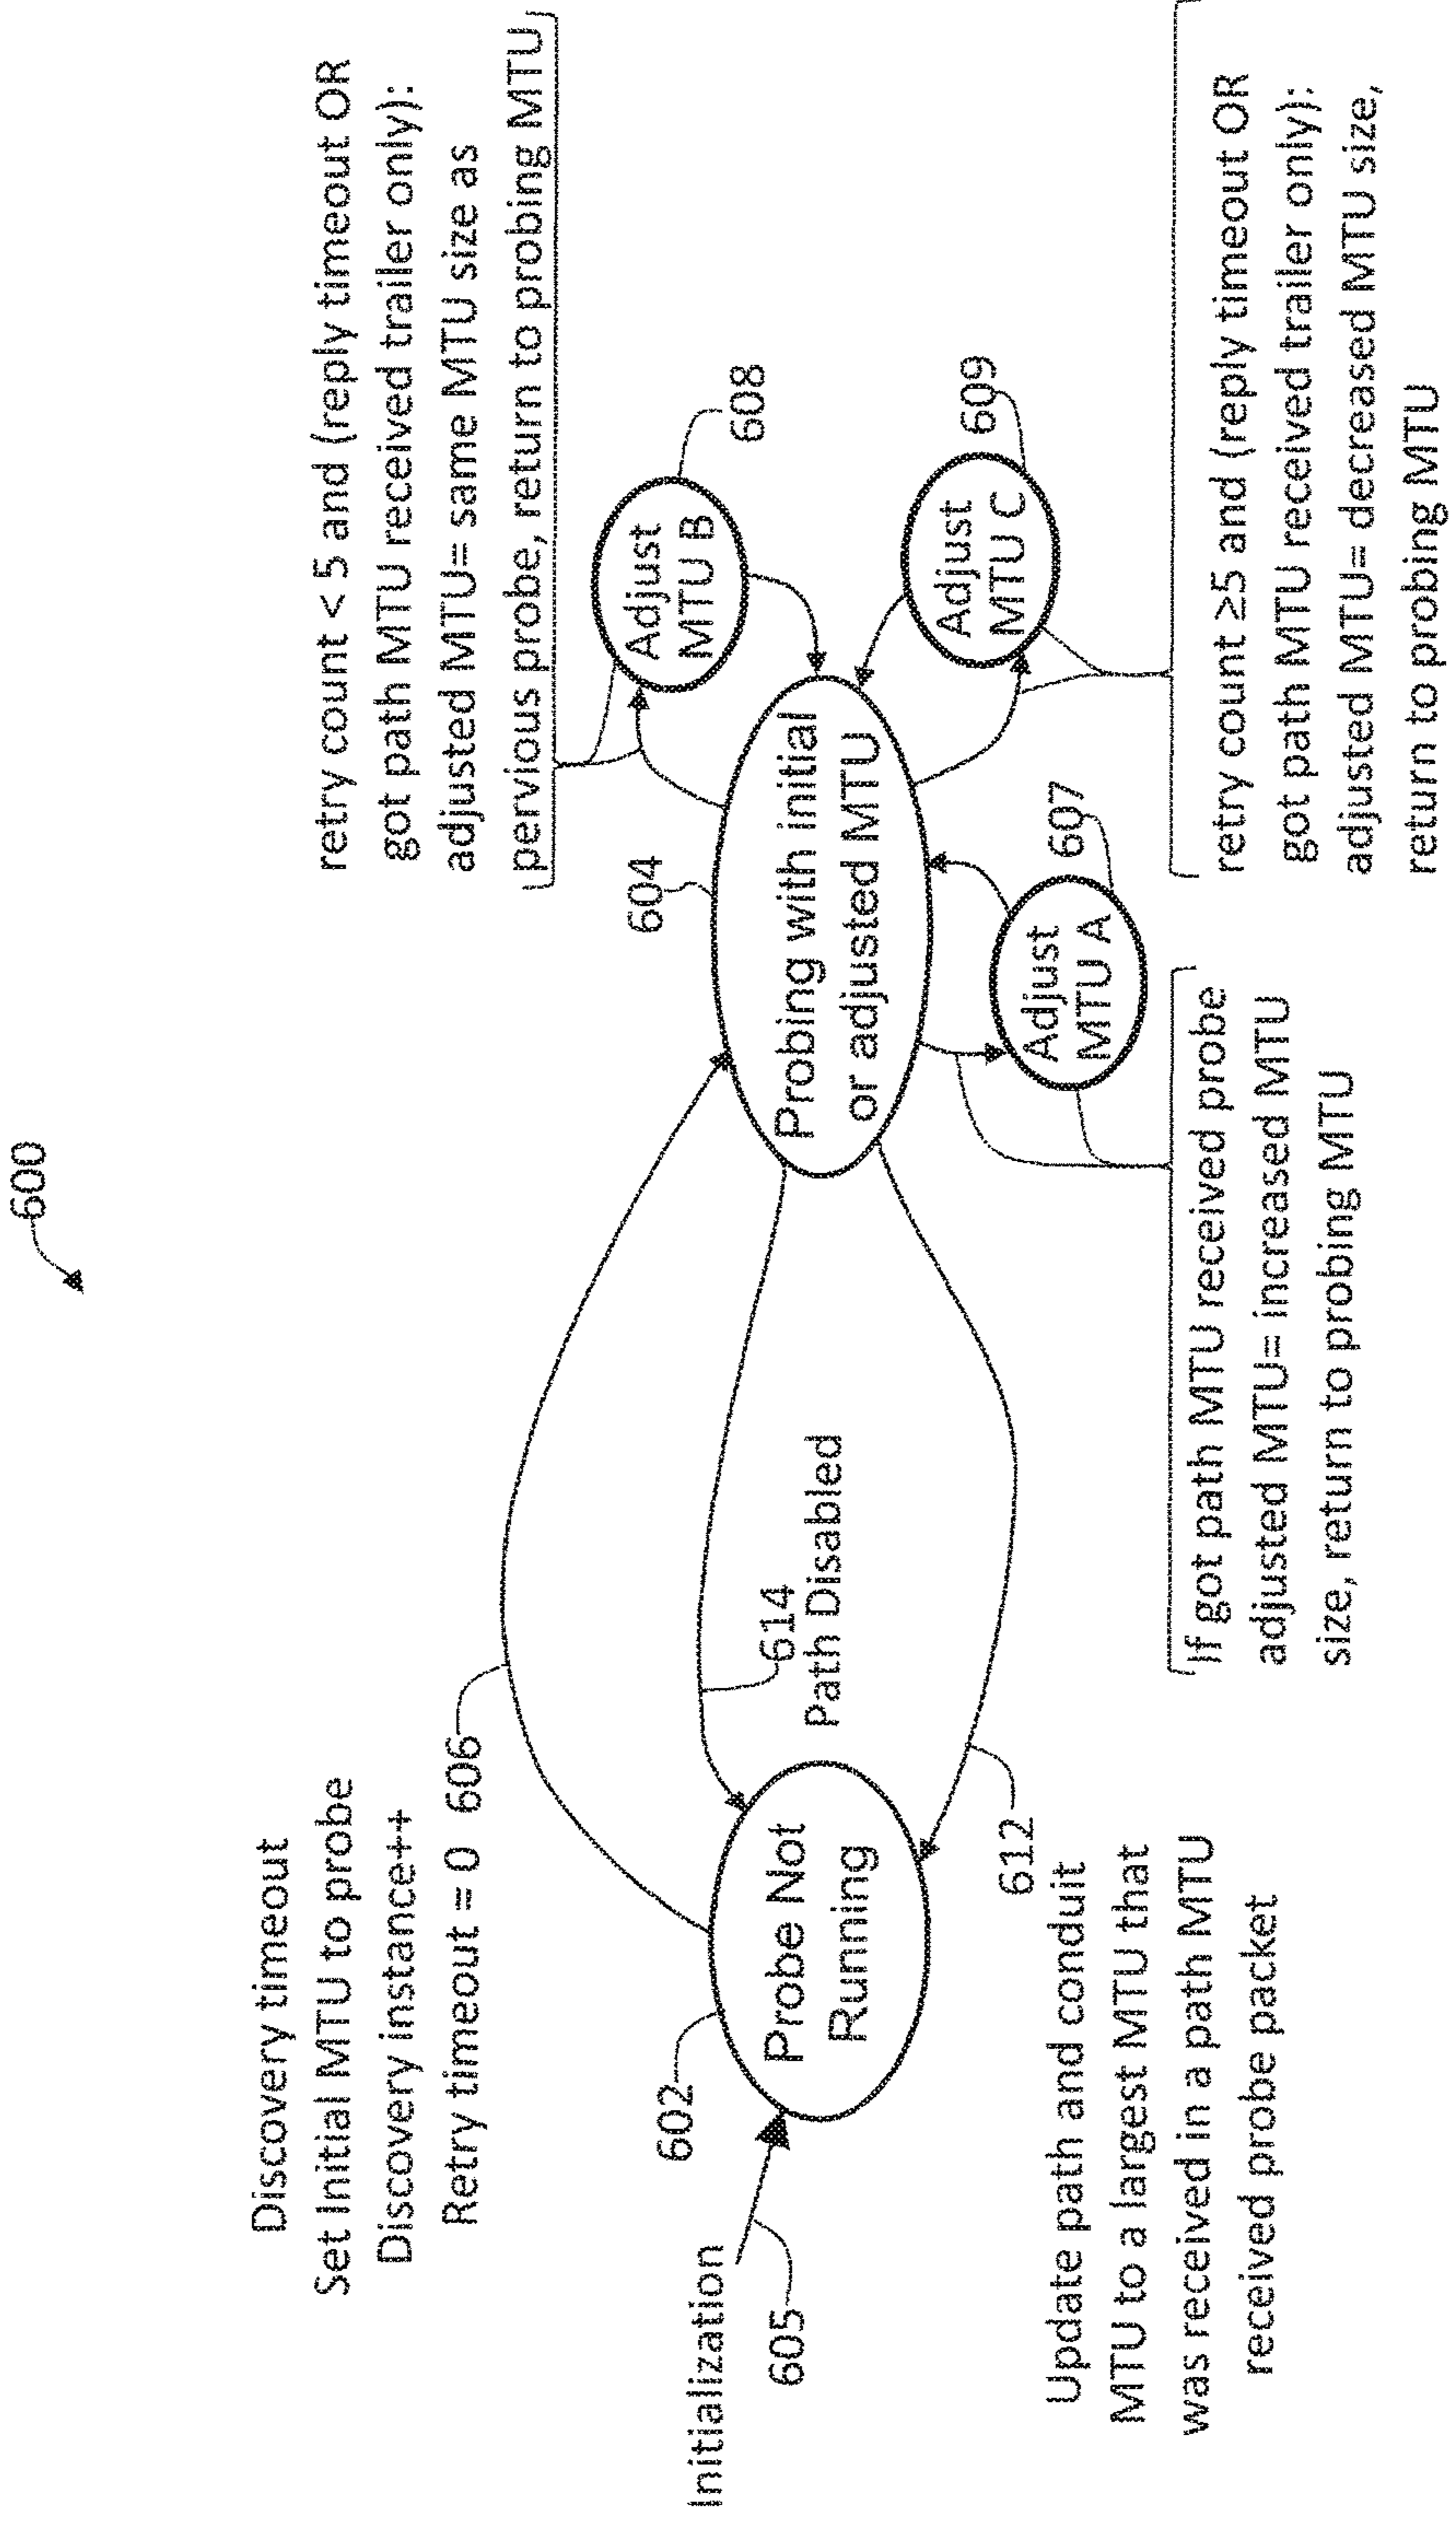 600
Discovery timeout
Set Initial MTU to probe
Discovery instance++
Retry timeout = 0 606
retry count < 5 and (reply timeout OR
got path MTU received trailer only):
adjusted MTU= same MTU size as
pervious probe, return to probing MTU
Initialization
605
602
Probe Not
Running
614
Path Disabled
604
Probing with initial
or adjusted MTU
Adjust
MTU B
608
Adjust
MTU C
609
Adjust
MTU A
607
612
Update path and conduit
MTU to a largest MTU that
was received in a path MTU
received probe packet
If got path MTU received probe
adjusted MTU= increased MTU
size, return to probing MTU
retry count ≥5 and (reply timeout OR
got path MTU received trailer only):
adjusted MTU= decreased MTU size,
return to probing MTU